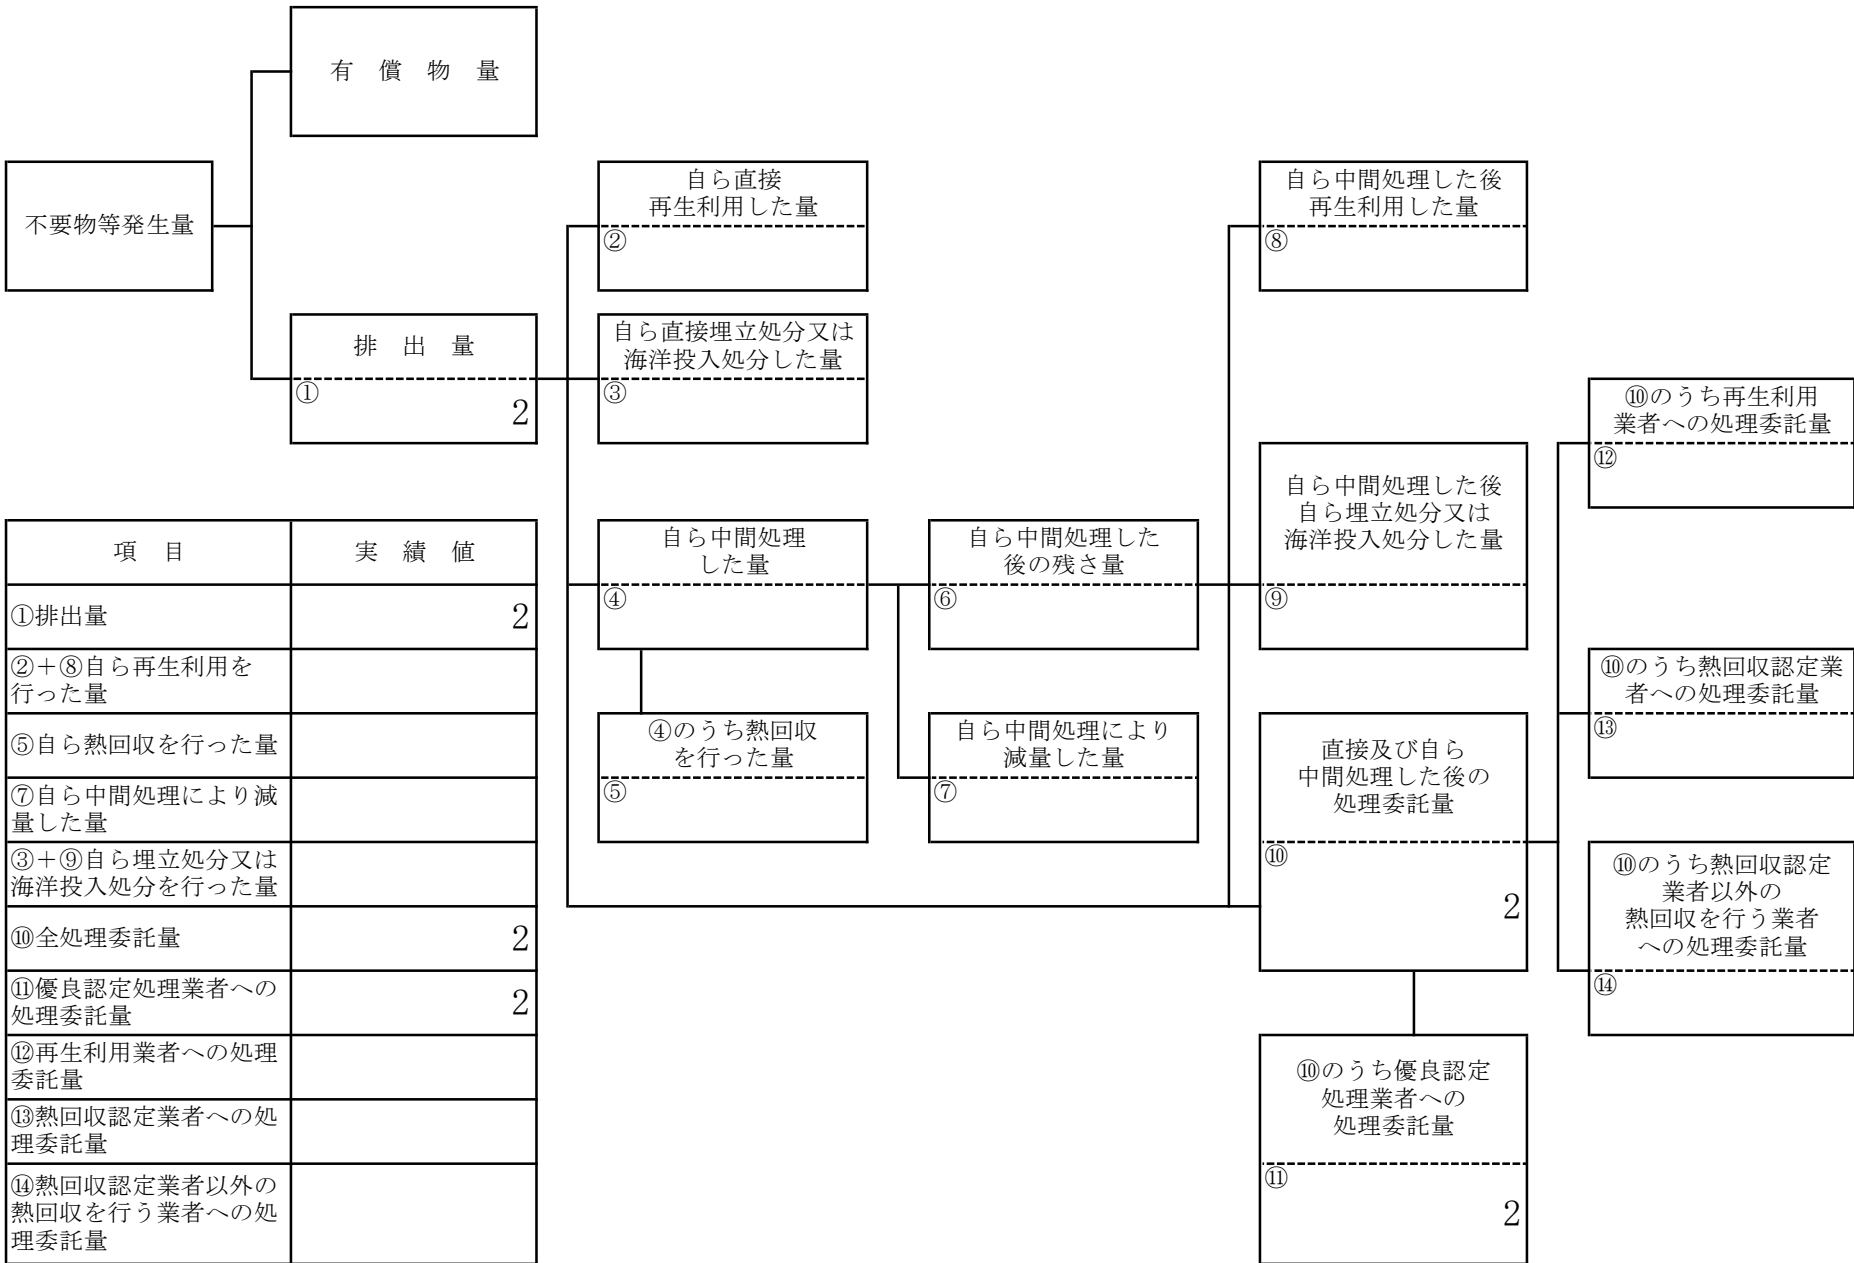 有 償 物 量
不要物等発生量
排 出 量
①
2
自ら直接
再生利用した量
②
自ら直接埋立処分又は
海洋投入処分した量
③
自ら中間処理
した量
④
④のうち熱回収
を行った量
⑤
自ら中間処理した
後の残さ量
⑥
自ら中間処理により
減量した量
⑦
自ら中間処理した後
再生利用した量
⑧
自ら中間処理した後
自ら埋立処分又は
海洋投入処分した量
⑨
直接及び自ら
中間処理した後の
処理委託量
⑩
2
⑩のうち優良認定
処理業者への
処理委託量
⑪
2
⑩のうち再生利用
業者への処理委託量
⑫
⑩のうち熱回収認定業
者への処理委託量
⑬
⑩のうち熱回収認定
業者以外の
熱回収を行う業者
への処理委託量
⑭
項 目 実 績 値
①排出量 2
②+⑧自ら再生利用を
行った量
⑤自ら熱回収を行った量
⑦自ら中間処理により減
量した量
③+⑨自ら埋立処分又は
海洋投入処分を行った量
⑩全処理委託量 2
⑪優良認定処理業者への
処理委託量 2
⑫再生利用業者への処理
委託量
⑬熱回収認定業者への処
理委託量
⑭熱回収認定業者以外の
熱回収を行う業者への処
理委託量